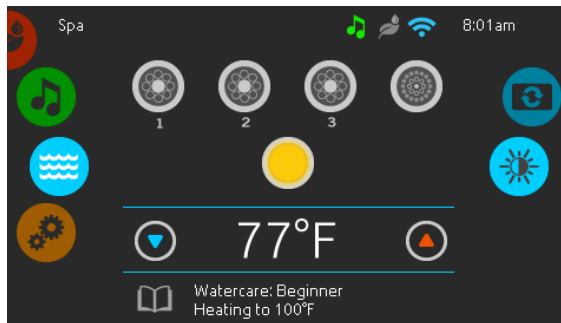 Spa
8:01am
1
2
3
77°F
Watercare: Beginner
Heating to 100°F